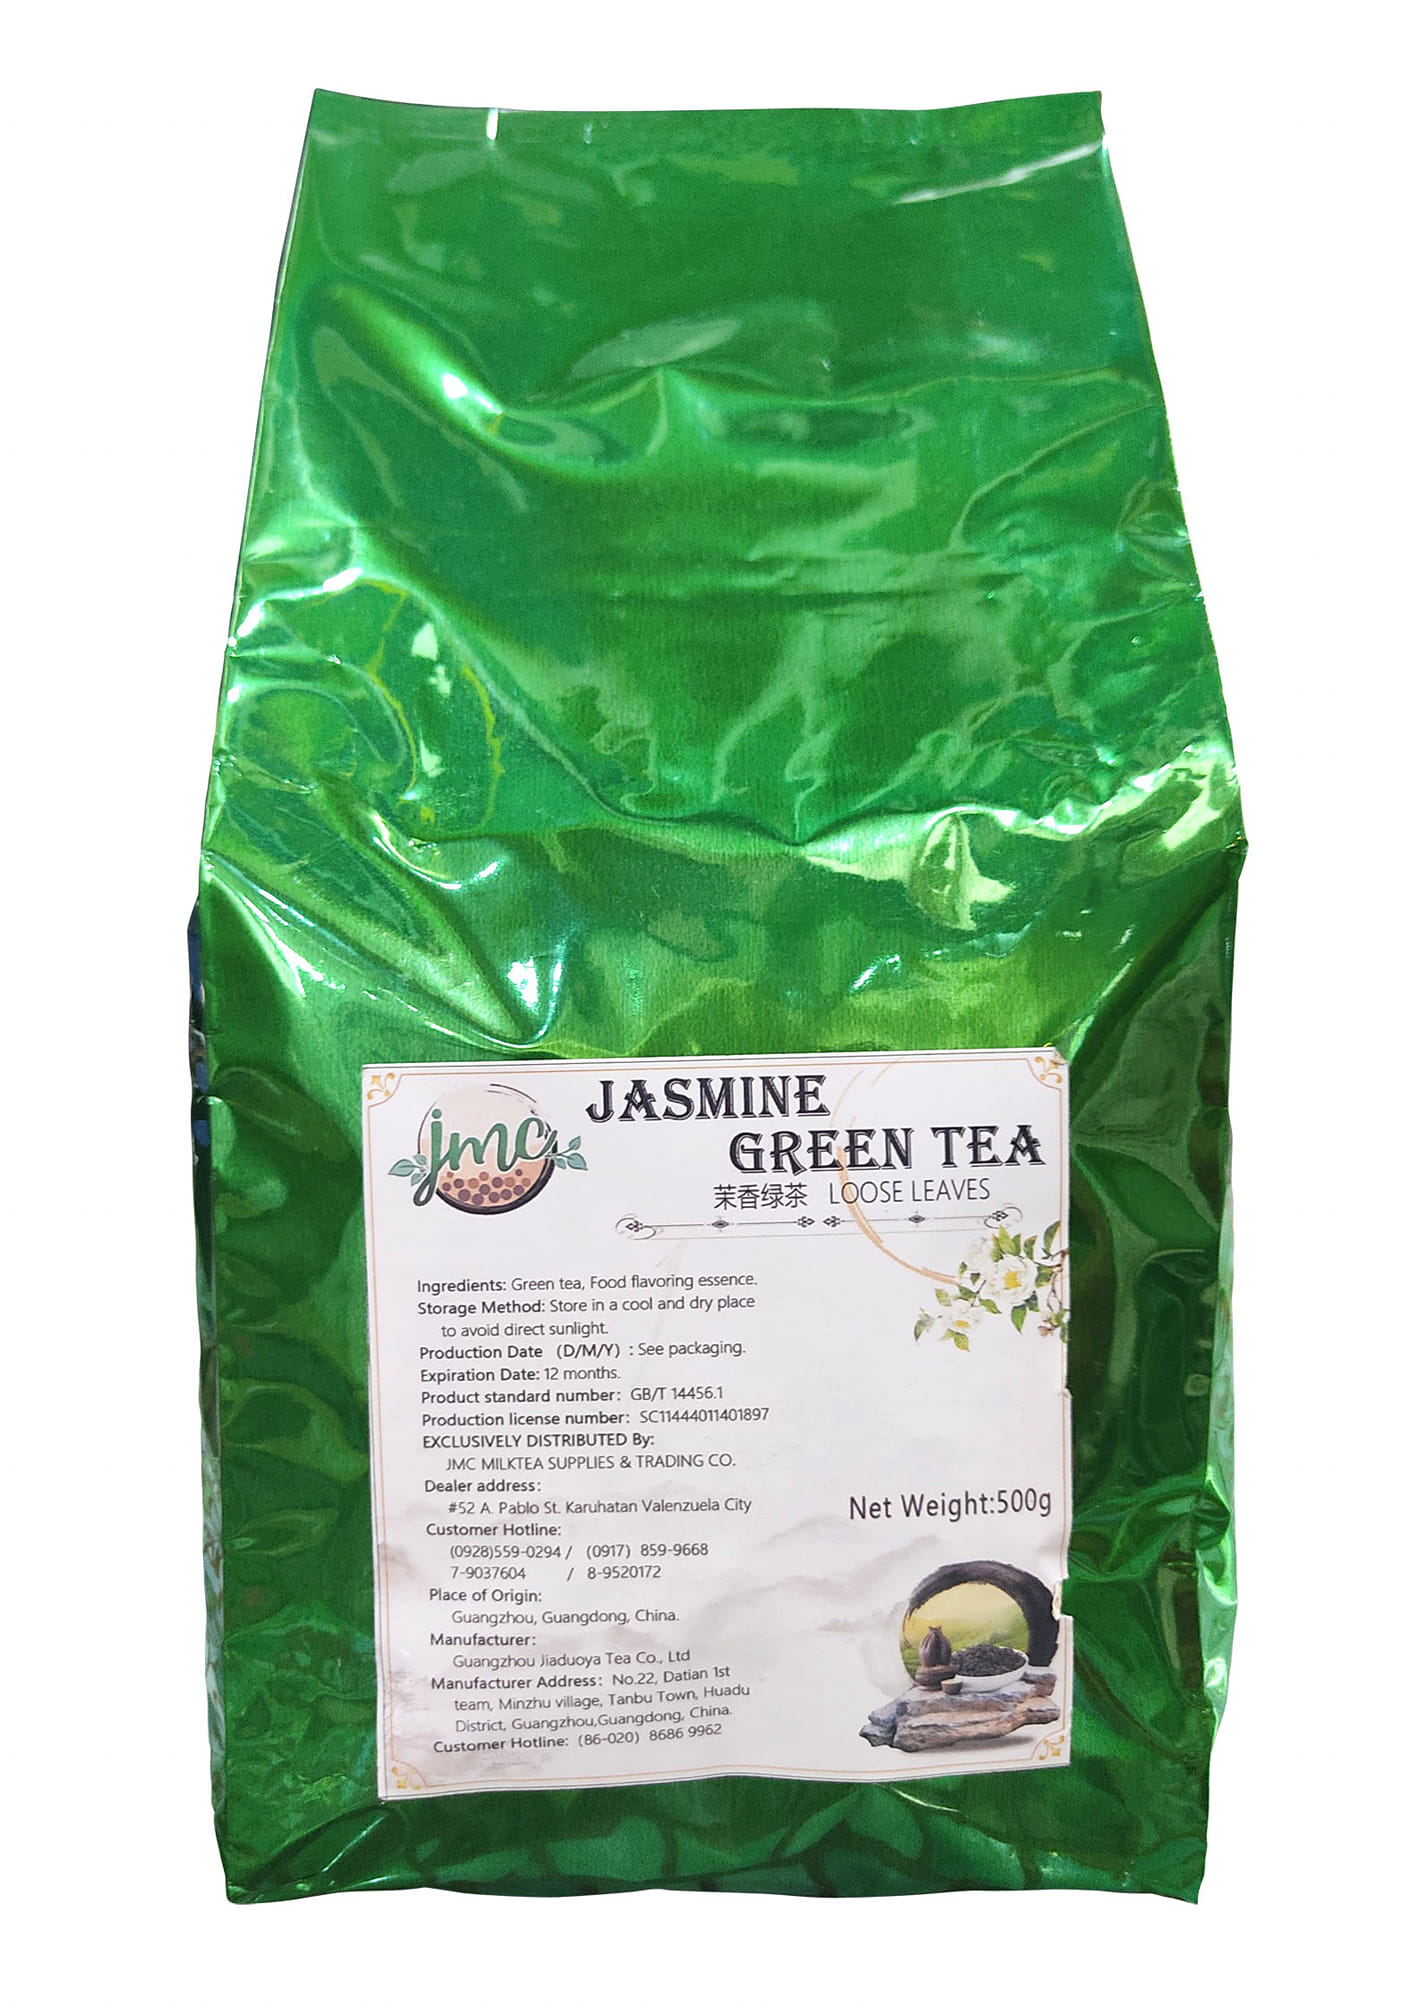 jmc
JASMINE
GREEN TEA
茉香绿茶 LOOSE LEAVES
Ingredients: Green tea, Food flavoring essence.
Storage Method: Store in a cool and dry place
to avoid direct sunlight.
Production Date （D/M/Y）: See packaging.
Expiration Date: 12 months.
Product standard number： GB/T 14456.1
Production license number： SC11444011401897
EXCLUSIVELY DISTRIBUTED By:
JMC MILKTEA SUPPLIES & TRADING CO.
Dealer address：
#52 A. Pablo St. Karuhatan Valenzuela City
Net Weight:500g
Customer Hotline:
(0928)559-0294 / (0917) 859-9668
7-9037604 / 8-9520172
Place of Origin:
Guangzhou, Guangdong, China.
Manufacturer：
Guangzhou Jiaduoya Tea Co., Ltd
Manufacturer Address： No.22, Datian 1st
team, Minzhu village, Tanbu Town, Huadu
District, Guangzhou,Guangdong, China.
Customer Hotline:（86-020）8686 9962